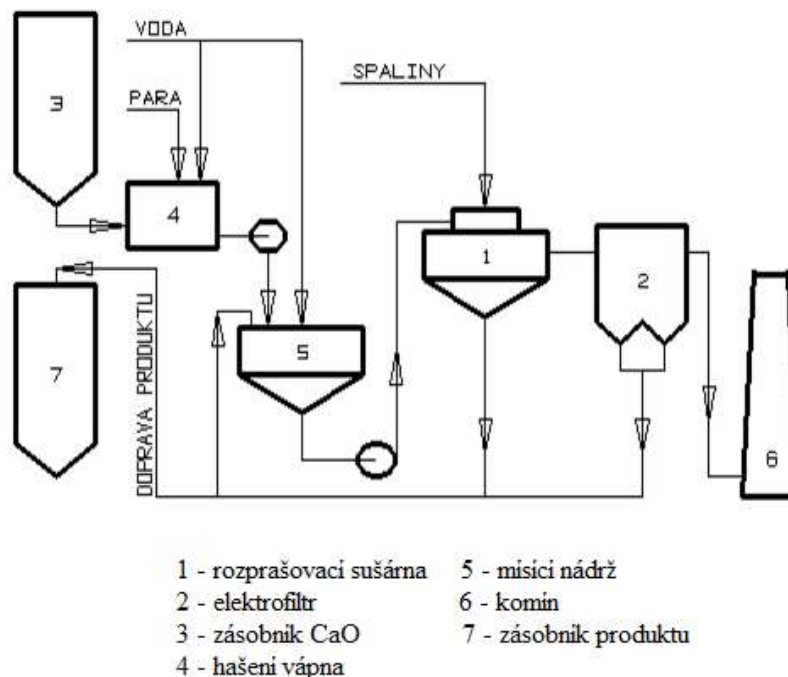 VODA
SPALINY
PARA
3
4
1
2
5
7
6
DOPRAVA PRODUKTU
1 - rozprašovací sušárna
2 - elektrofiltr
3 - zásobník CaO
4 - hašení vápna
5 - mísící nádrž
6 - komín
7 - zásobník produktu